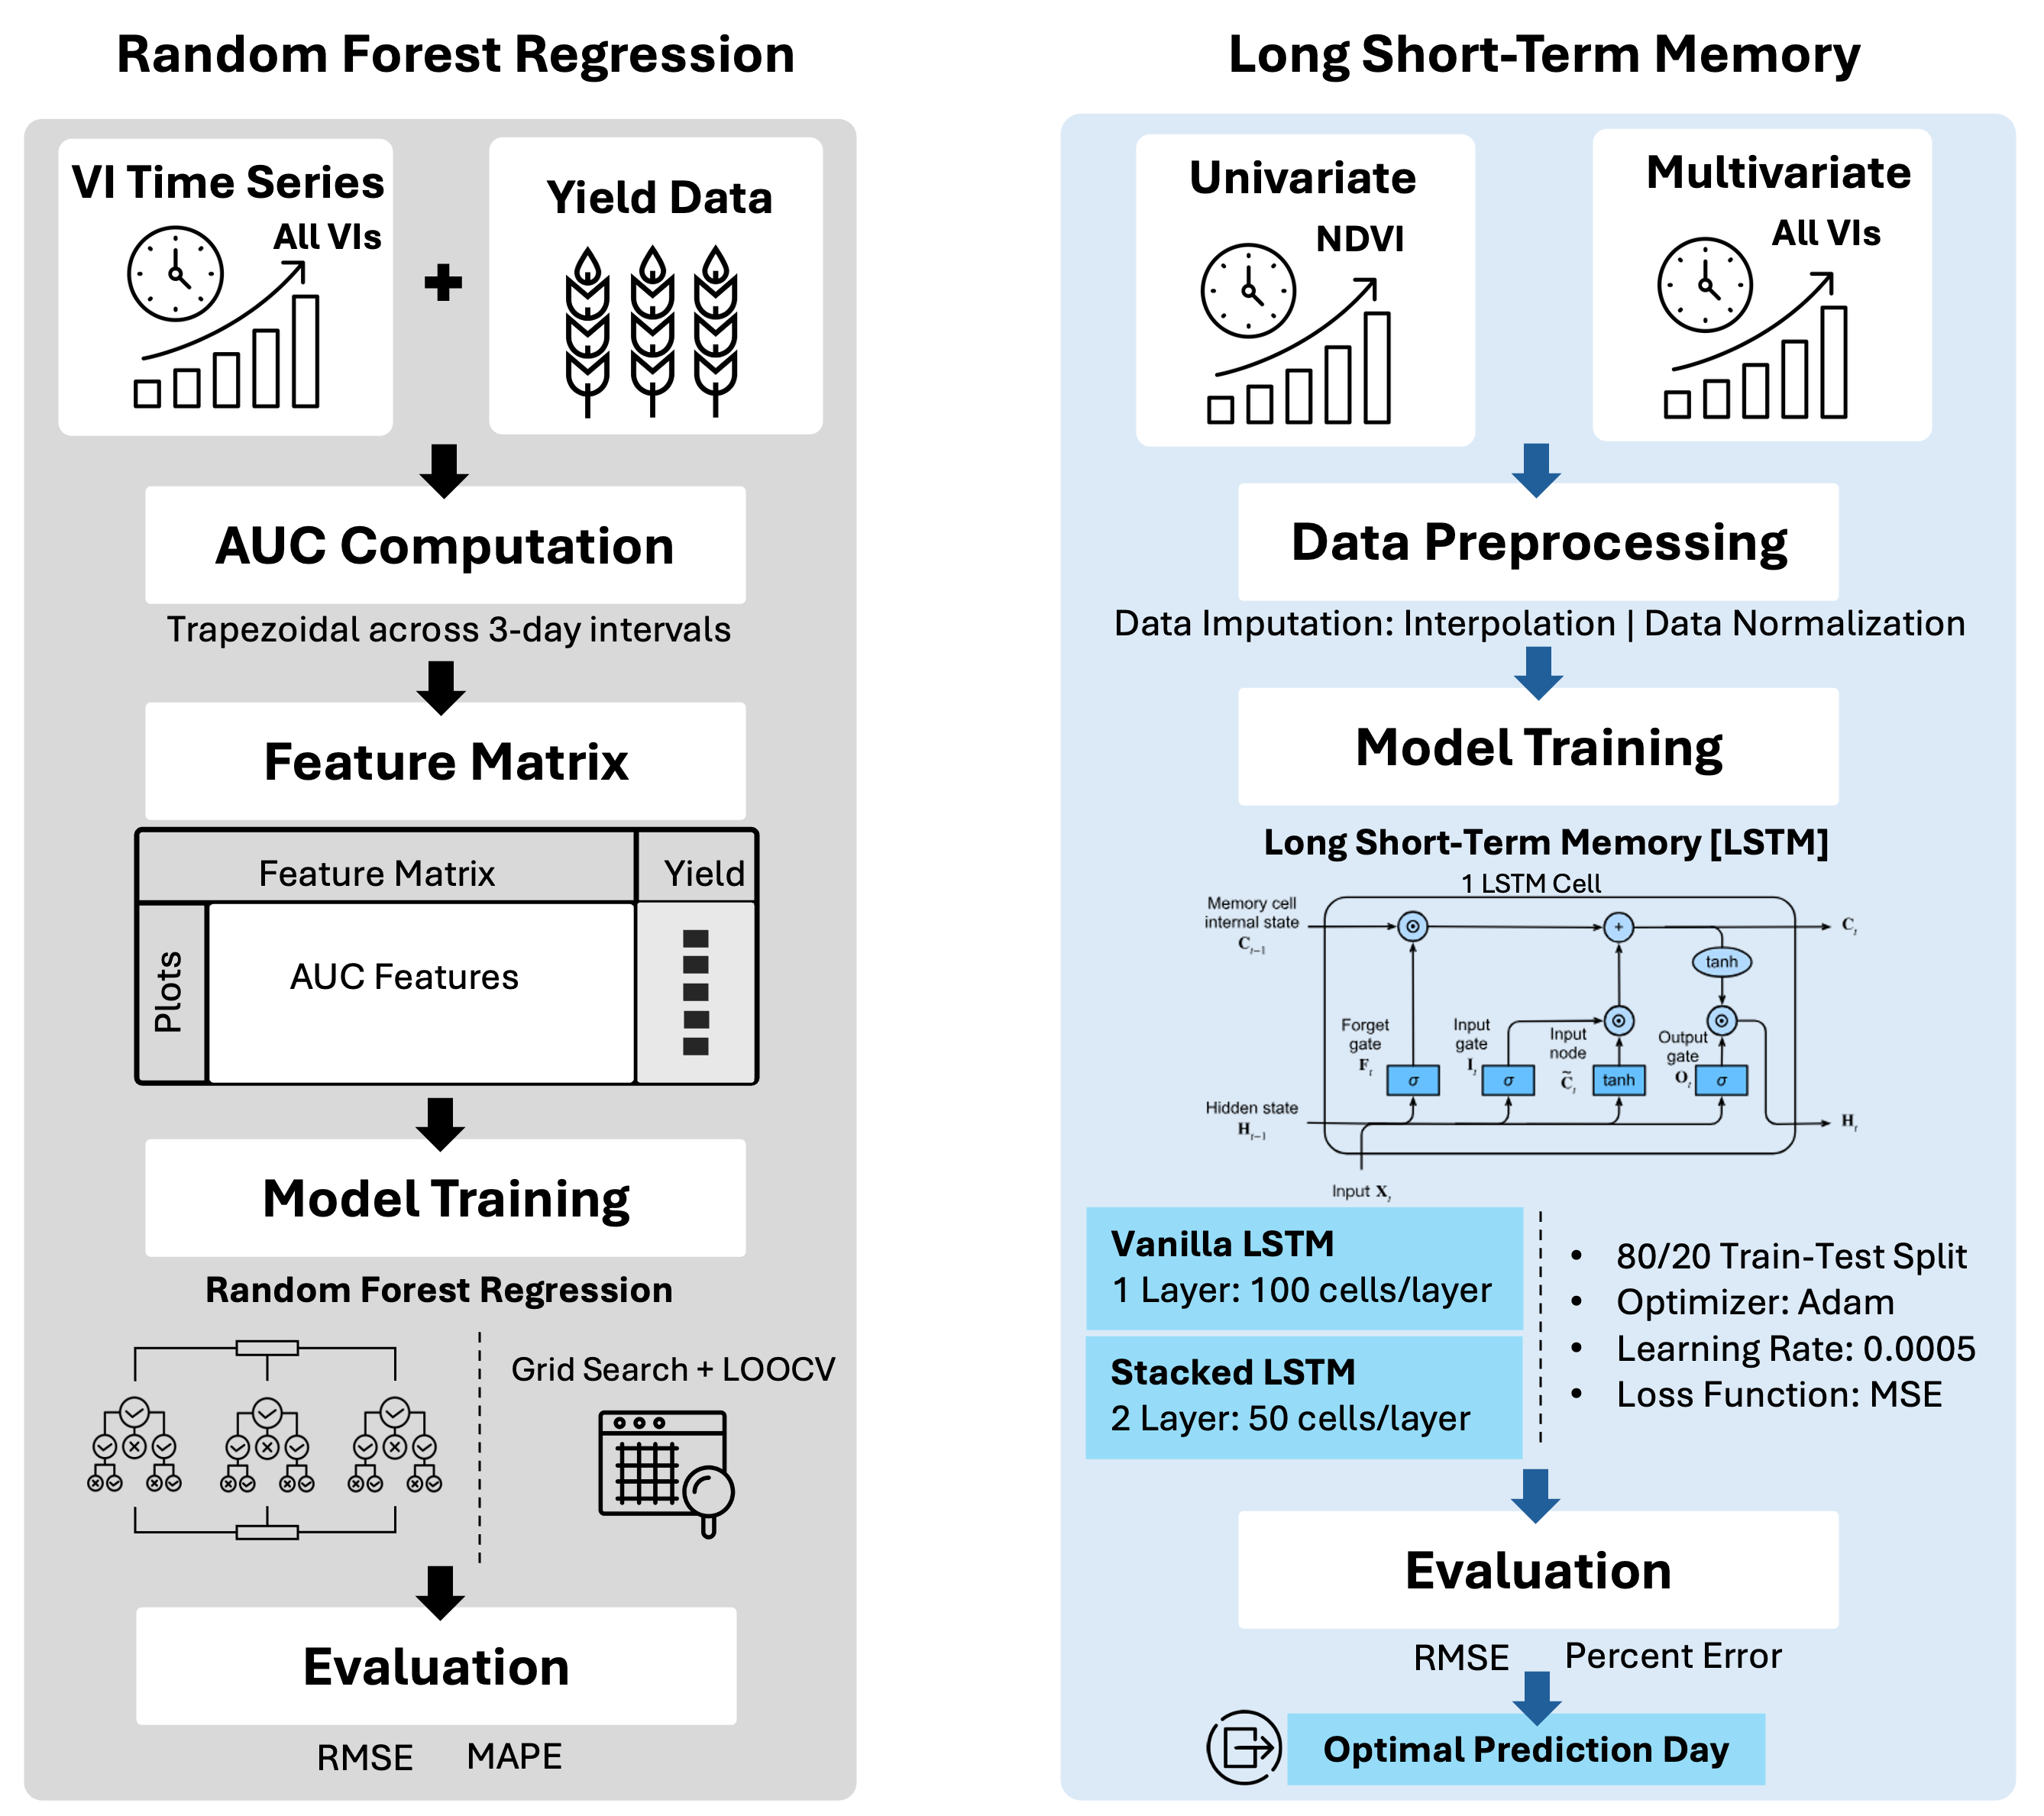 Random Forest Regression
VI Time Series
All VIs
+
Yield Data
AUC Computation
Trapezoidal across 3-day intervals
Feature Matrix
Feature Matrix
Yield
Plots
AUC Features
Model Training
Random Forest Regression
Grid Search + LOOCV
Evaluation
RMSE
MAPE
Long Short-Term Memory
Univariate
NDVI
Multivariate
All VIs
Data Preprocessing
Data Imputation: Interpolation | Data Normalization
Model Training
Long Short-Term Memory [LSTM]
1 LSTM Cell
Memory cell
internal state
C_{t−1}
+
C_t
tanh
Forget
gate
F_t
σ
Input
gate
I_t
σ
Input
node
C̃_t
tanh
Output
gate
O_t
σ
Hidden state
H_{t−1}
H_t
Input X_t
Vanilla LSTM
1 Layer: 100 cells/layer
Stacked LSTM
2 Layer: 50 cells/layer
• 80/20 Train-Test Split
• Optimizer: Adam
• Learning Rate: 0.0005
• Loss Function: MSE
Evaluation
RMSE
Percent Error
Optimal Prediction Day